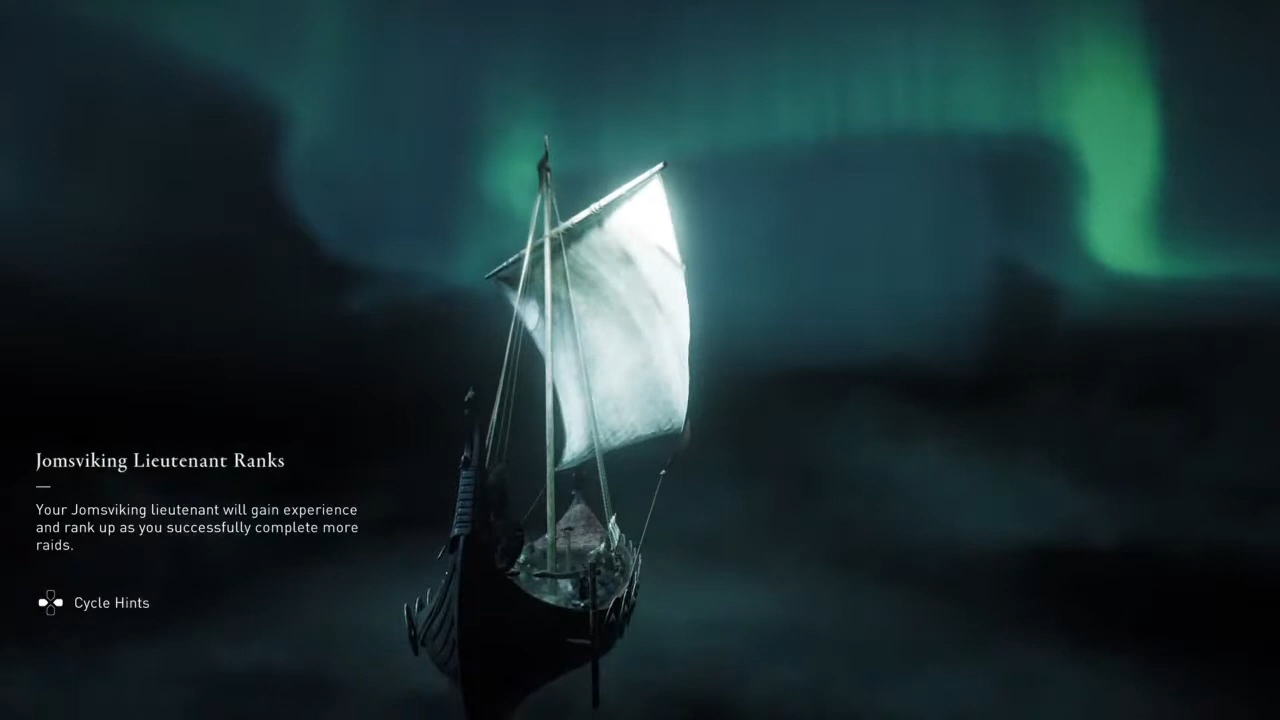 Jomsviking Lieutenant Ranks
Your Jomsviking lieutenant will gain experience
and rank up as you successfully complete more
raids.
Cycle Hints